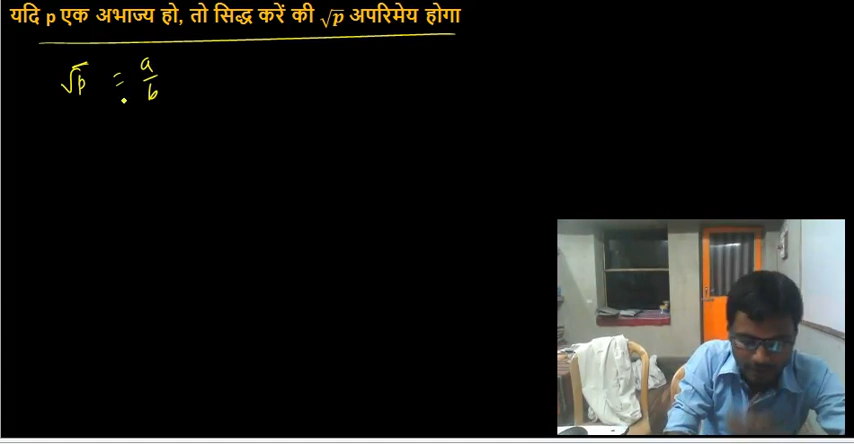 यदि p एक अभाज्य हो, तो सिद्ध करें की √p अपरिमेय होगा
√p = a/b